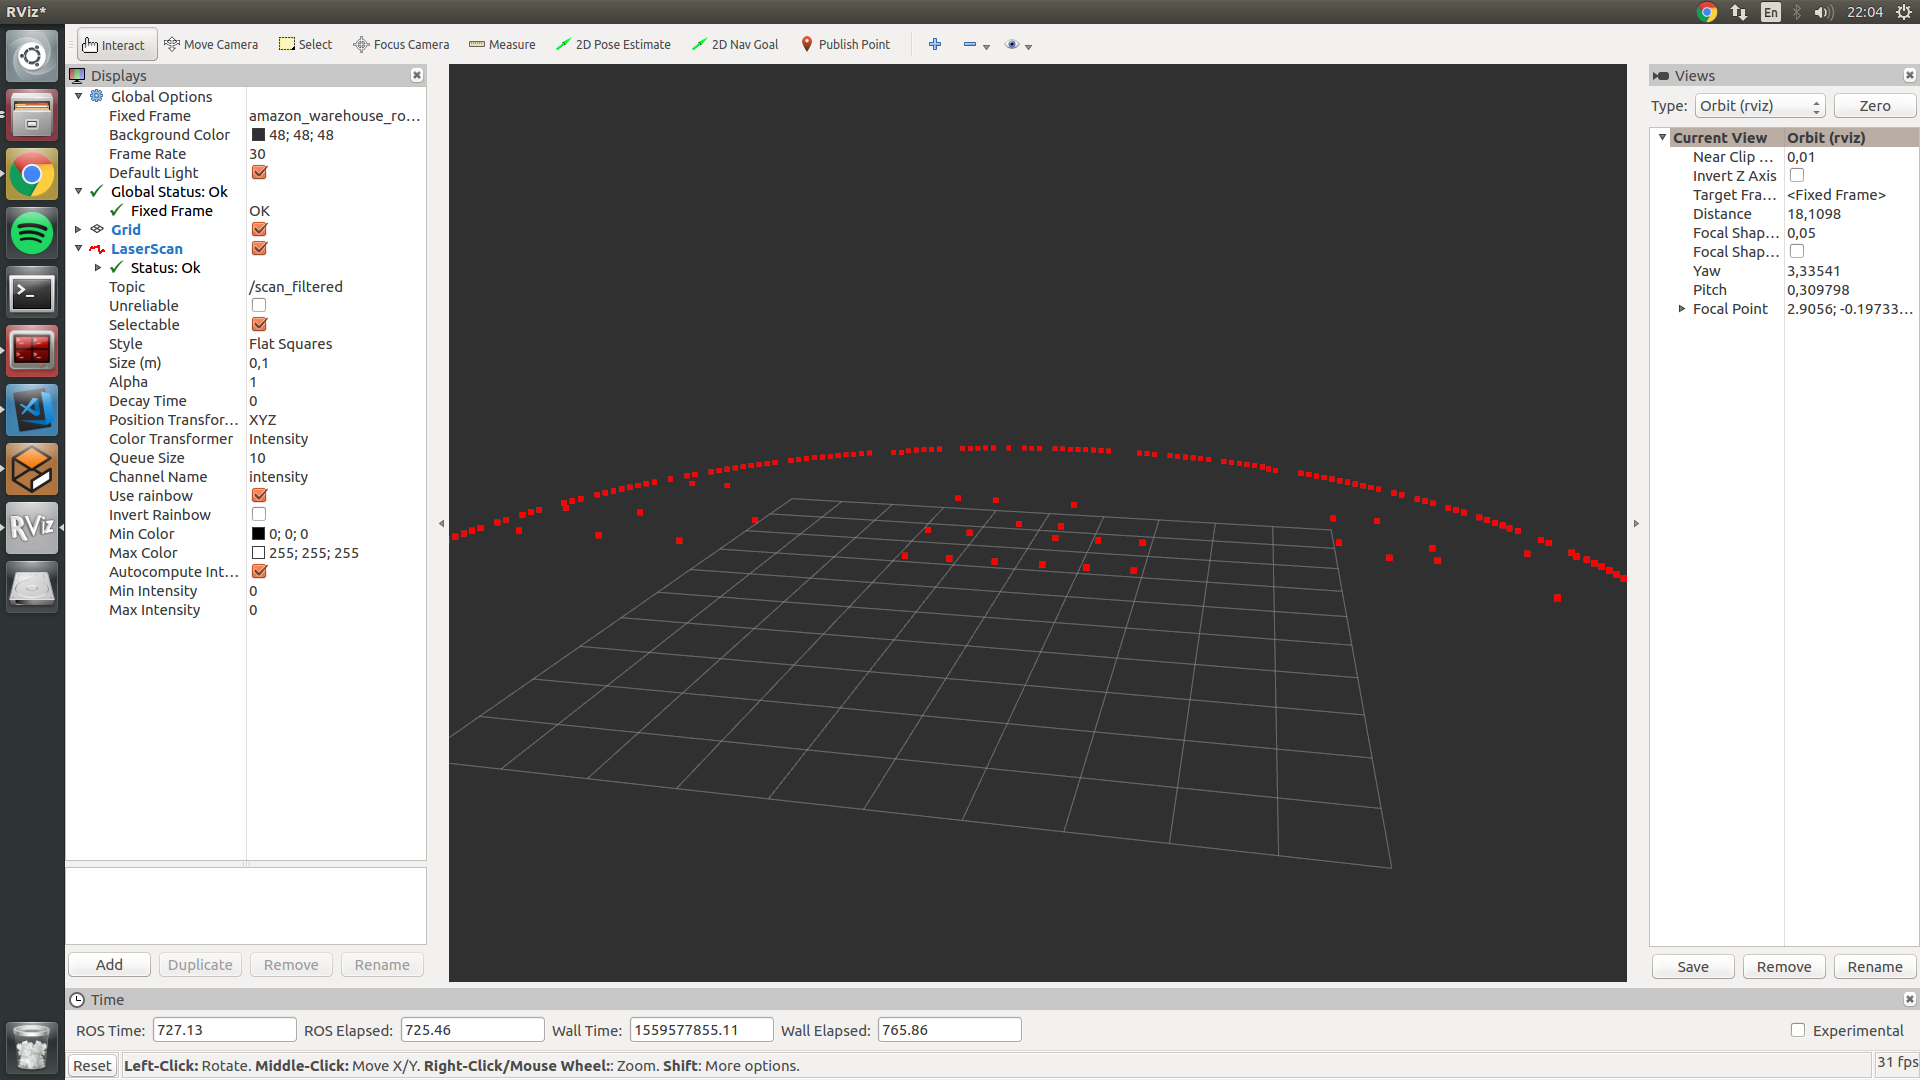 RViz*
En
22:04
Interact
Move Camera
Select
Focus Camera
Measure
2D Pose Estimate
2D Nav Goal
Publish Point
Displays
Global Options
Fixed Frame amazon_warehouse_ro...
Background Color 48; 48; 48
Frame Rate 30
Default Light
Global Status: Ok
Fixed Frame OK
Grid
LaserScan
Status: Ok
Topic /scan_filtered
Unreliable
Selectable
Style Flat Squares
Size (m) 0,1
Alpha 1
Decay Time 0
Position Transfor... XYZ
Color Transformer Intensity
Queue Size 10
Channel Name intensity
Use rainbow
Invert Rainbow
Min Color 0; 0; 0
Max Color 255; 255; 255
Autocompute Int...
Min Intensity 0
Max Intensity 0
Add
Duplicate
Remove
Rename
RViz
Views
Type: Orbit (rviz) Zero
Current View Orbit (rviz)
Near Clip ... 0,01
Invert Z Axis
Target Fra... <Fixed Frame>
Distance 18,1098
Focal Shap... 0,05
Focal Shap...
Yaw 3,33541
Pitch 0,309798
Focal Point 2.9056; -0.19733...
Save
Remove
Rename
Time
ROS Time: 727.13 ROS Elapsed: 725.46 Wall Time: 1559577855.11 Wall Elapsed: 765.86 Experimental
Reset Left-Click: Rotate. Middle-Click: Move X/Y. Right-Click/Mouse Wheel:: Zoom. Shift: More options. 31 fps